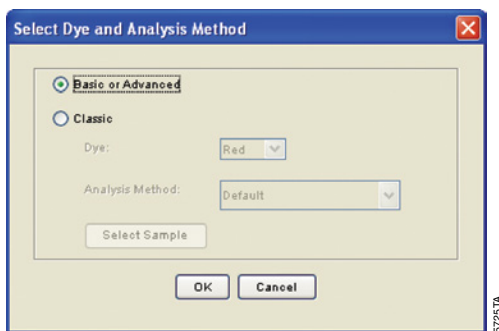 Select Dye and Analysis Method
Basic or Advanced
Classic
Dye: Red
Analysis Method: Default
Select Sample
OK Cancel